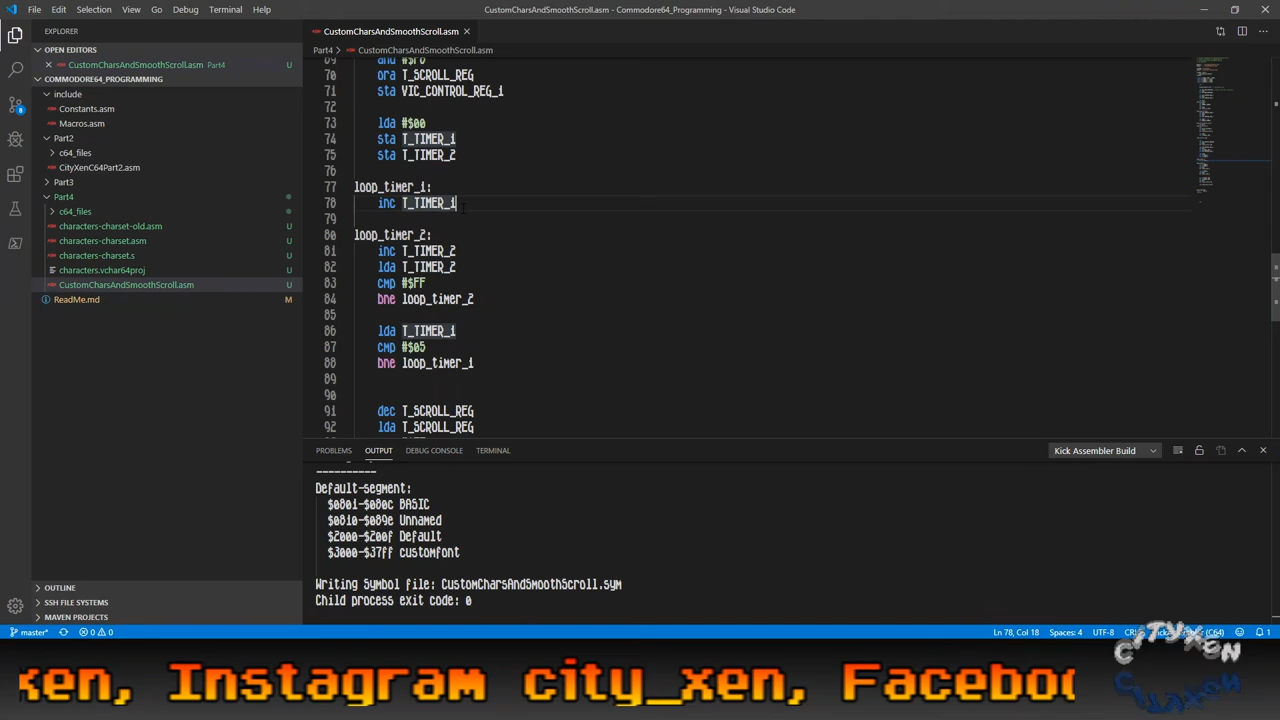 File Edit Selection View Go Debug Terminal Help
CustomCharsAndSmoothScroll.asm - Commodore64_Programming - Visual Studio Code
EXPLORER
OPEN EDITORS
CustomCharsAndSmoothScroll.asm Part4 U
COMMODORE64_PROGRAMMING
include
Constants.asm
Macros.asm
Part2
c64_files
CityXenC64Part2.asm
Part3
Part4
c64_files
characters-charset-old.asm U
characters-charset.asm U
characters-charset.s U
characters.vchar64proj U
CustomCharsAndSmoothScroll.asm U
ReadMe.md M
OUTLINE
SSH FILE SYSTEMS
MAVEN PROJECTS
8
CustomCharsAndSmoothScroll.asm
Part4 > CustomCharsAndSmoothScroll.asm
69 and #$F0
70 ora T_SCROLL_REG
71 sta VIC_CONTROL_REG_1
72
73 lda #$00
74 sta T_TIMER_1
75 sta T_TIMER_2
76
77 loop_timer_1:
78 inc T_TIMER_1
79
80 loop_timer_2:
81 inc T_TIMER_2
82 lda T_TIMER_2
83 cmp #$FF
84 bne loop_timer_2
85
86 lda T_TIMER_1
87 cmp #$05
88 bne loop_timer_1
89
90
91 dec T_SCROLL_REG
92 lda T_SCROLL_REG
PROBLEMS OUTPUT DEBUG CONSOLE TERMINAL
Kick Assembler Build
----------
Default-segment:
$0801-$080c BASIC
$0810-$089e Unnamed
$2000-$200f Default
$3000-$37ff customfont
Writing Symbol file: CustomCharsAndSmoothScroll.sym
Child process exit code: 0
master* 0 0
Ln 78, Col 18 Spaces: 4 UTF-8 (C64) 1
xen, Instagram city_xen, Facebo
CITYXEN